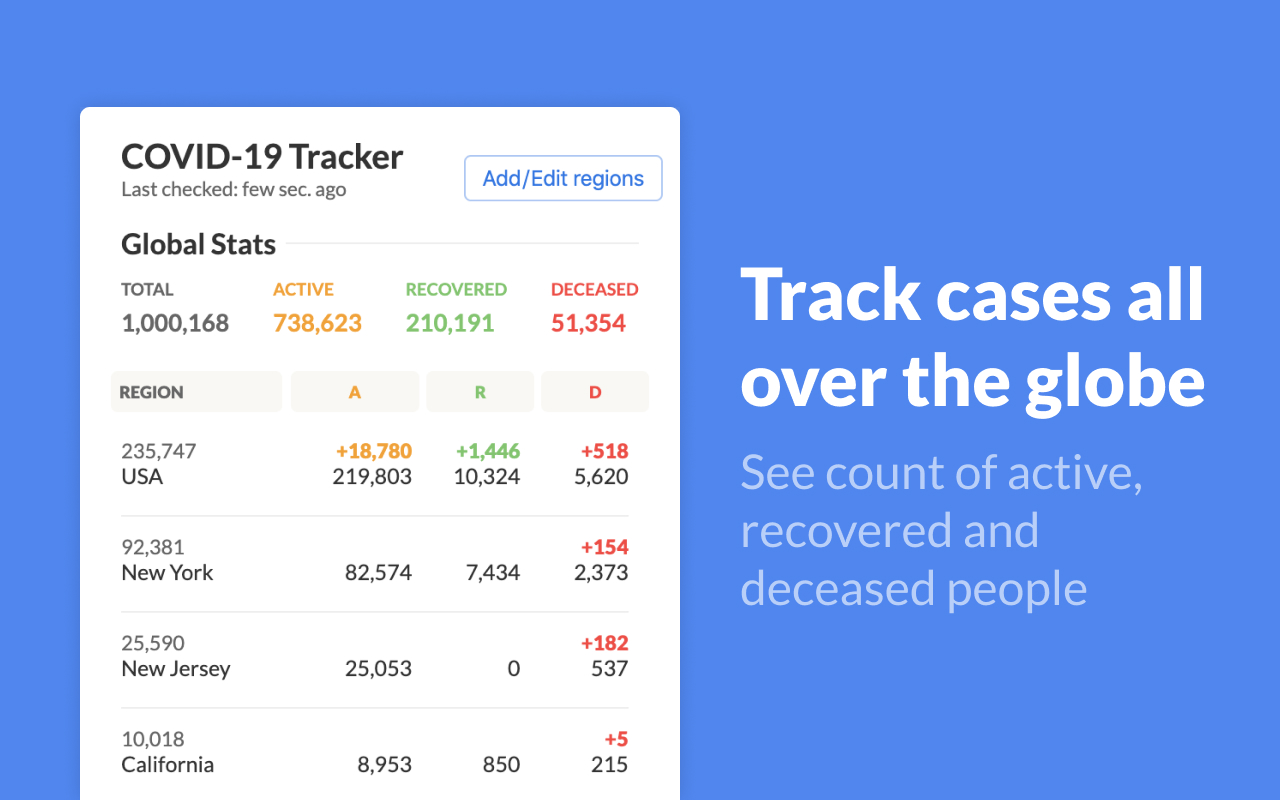 COVID-19 Tracker
Last checked: few sec. ago
Add/Edit regions
Global Stats
TOTAL ACTIVE RECOVERED DECEASED
1,000,168 738,623 210,191 51,354
REGION A R D
235,747 +18,780 +1,446 +518
USA 219,803 10,324 5,620
92,381 +154
New York 82,574 7,434 2,373
25,590 +182
New Jersey 25,053 0 537
10,018 +5
California 8,953 850 215
Track cases all
over the globe
See count of active,
recovered and
deceased people